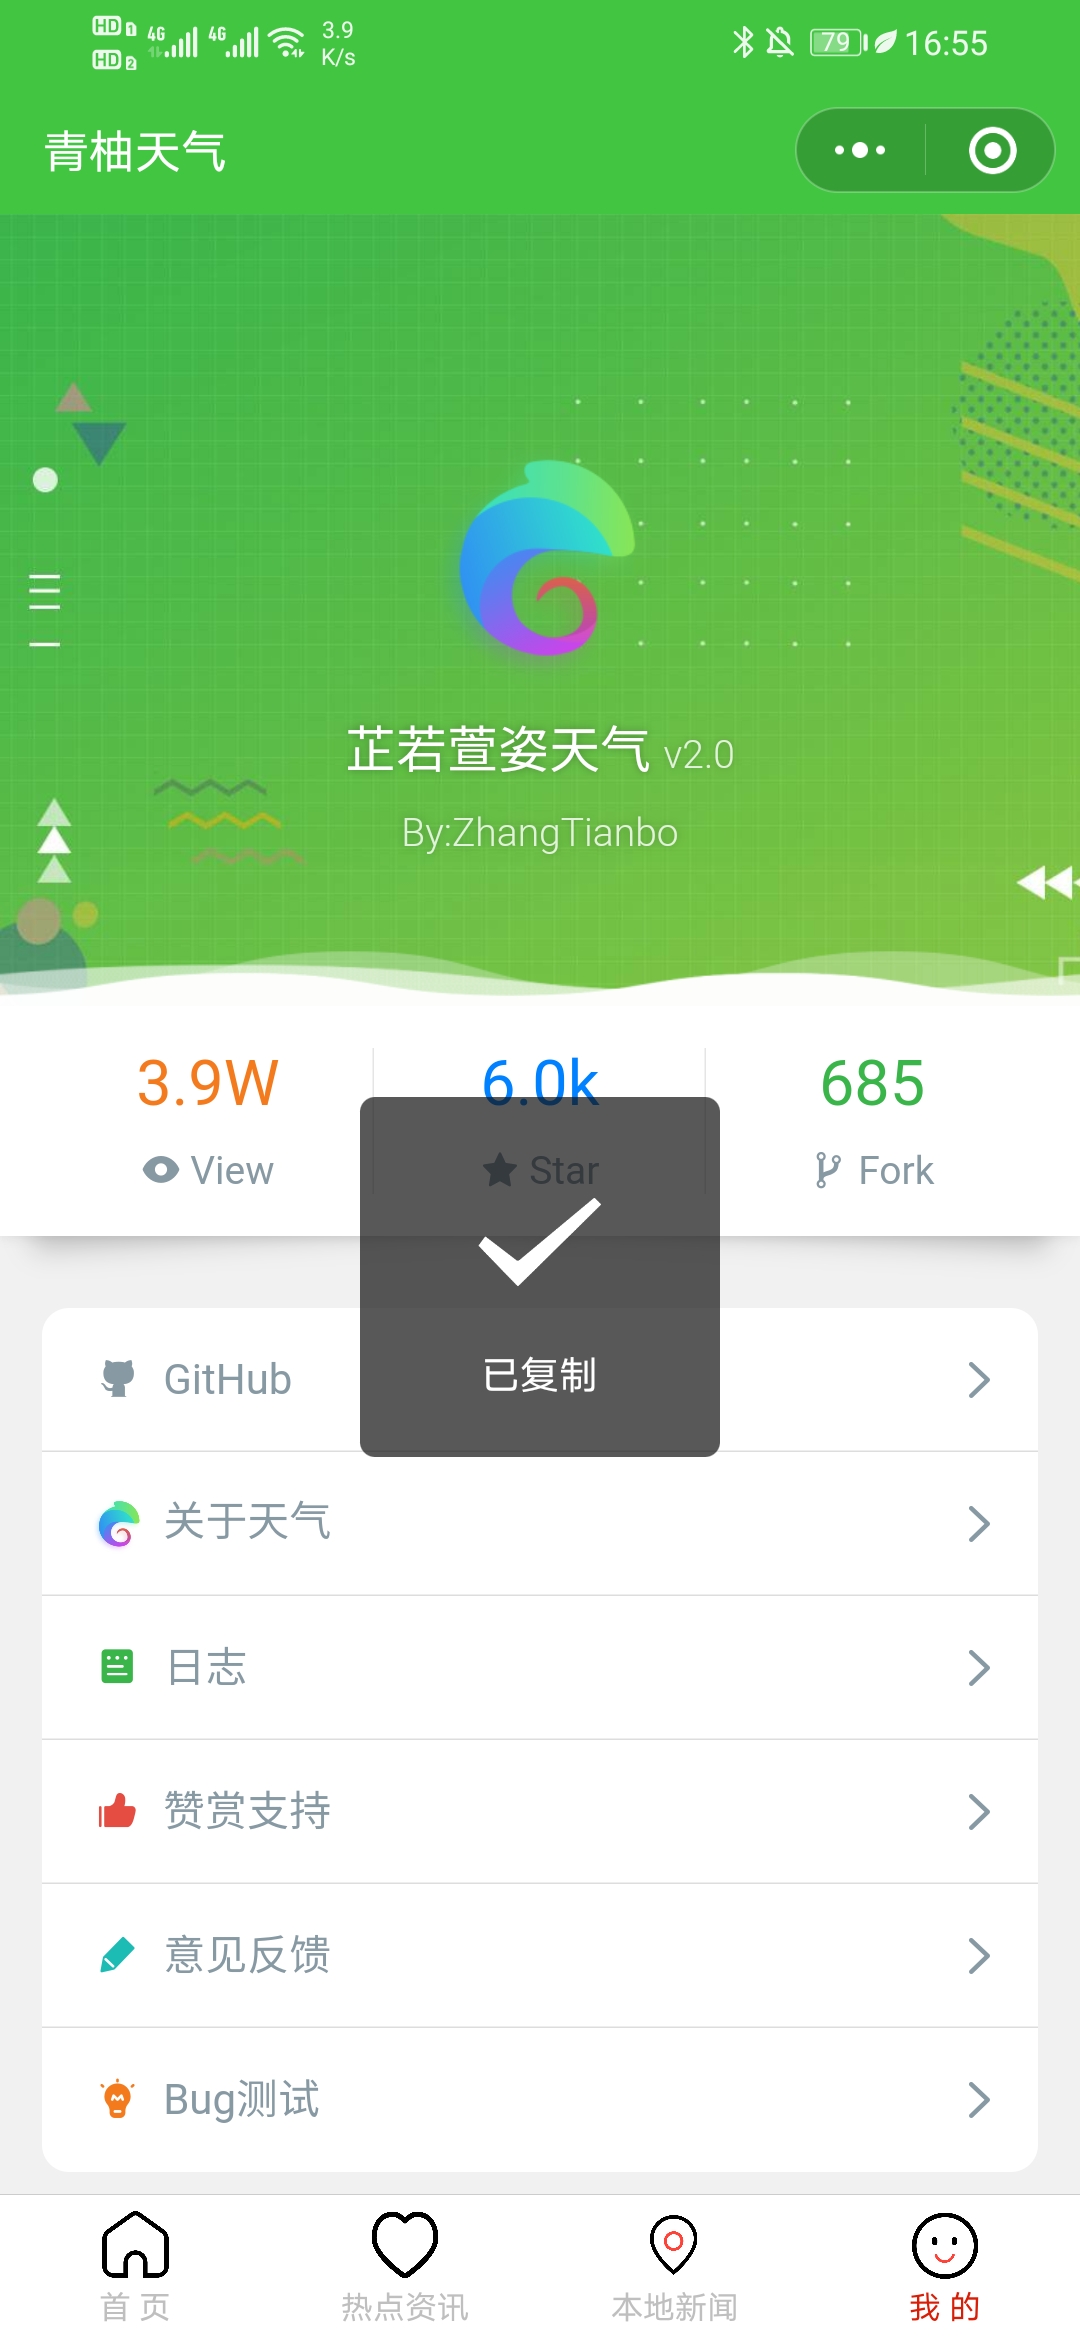 HD 1 4G 4G 3.9
HD 2 K/s
79 16:55
青柚天气
芷若萱姿天气 v2.0
By:ZhangTianbo
3.9W 6.0k 685
View Star Fork
已复制
GitHub
关于天气
日志
赞赏支持
意见反馈
Bug测试
首 页 热点资讯 本地新闻 我 的